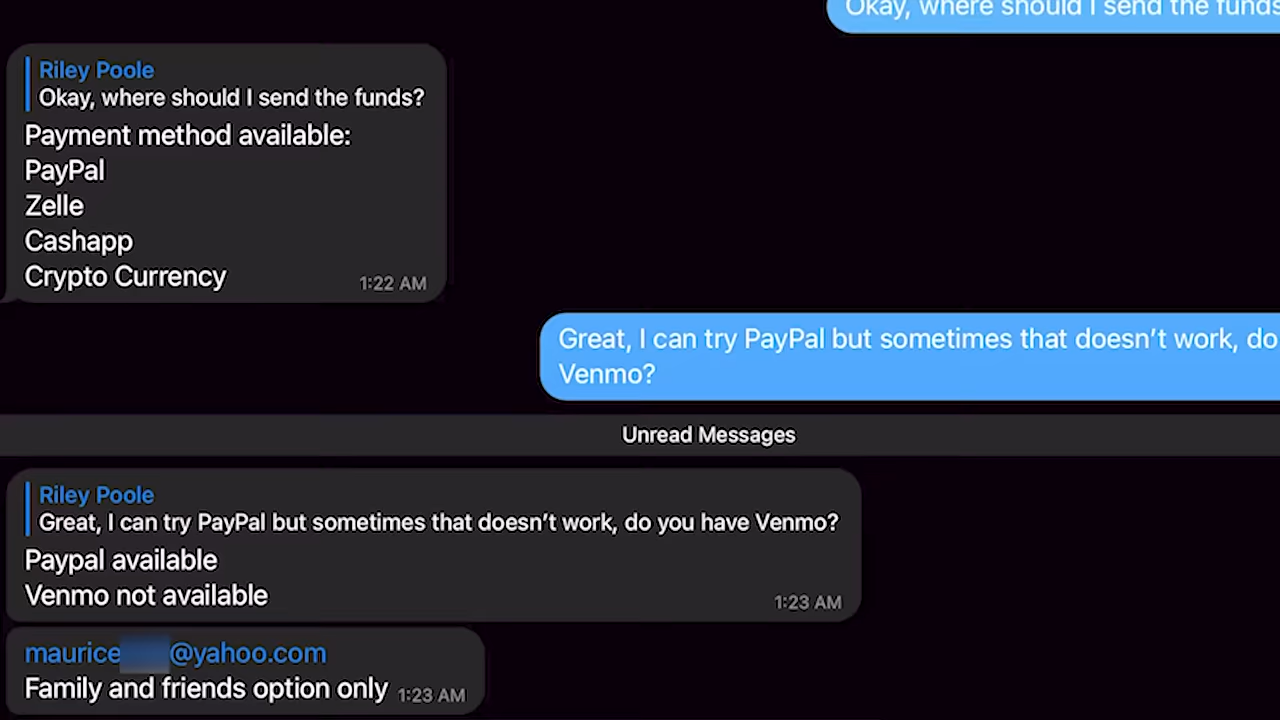 Okay, where should I send the funds
Riley Poole
Okay, where should I send the funds?
Payment method available:
PayPal
Zelle
Cashapp
Crypto Currency
1:22 AM
Great, I can try PayPal but sometimes that doesn't work, do
Venmo?
Unread Messages
Riley Poole
Great, I can try PayPal but sometimes that doesn't work, do you have Venmo?
Paypal available
Venmo not available
1:23 AM
maurice @yahoo.com
Family and friends option only 1:23 AM